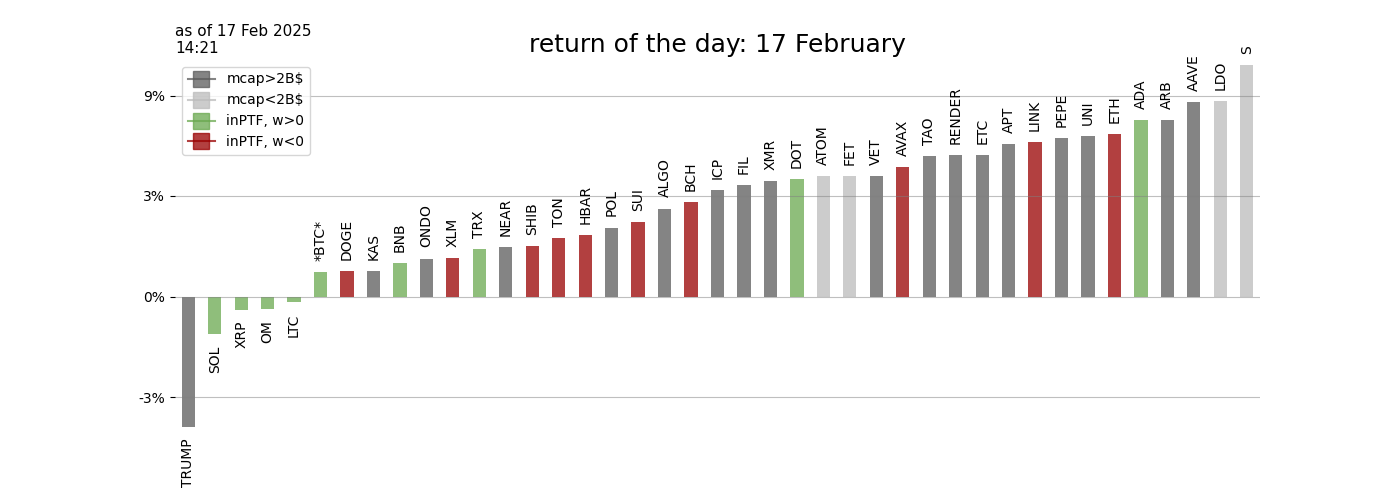 as of 17 Feb 2025
14:21
return of the day: 17 February
mcap>2B$
mcap<2B$
inPTF, w>0
inPTF, w<0
9%
3%
0%
-3%
TRUMP
SOL
XRP
OM
LTC
*BTC*
DOGE
KAS
BNB
ONDO
XLM
TRX
NEAR
SHIB
TON
HBAR
POL
SUI
ALGO
BCH
ICP
FIL
XMR
DOT
ATOM
FET
VET
AVAX
TAO
RENDER
ETC
APT
LINK
PEPE
UNI
ETH
ADA
ARB
AAVE
LDO
S